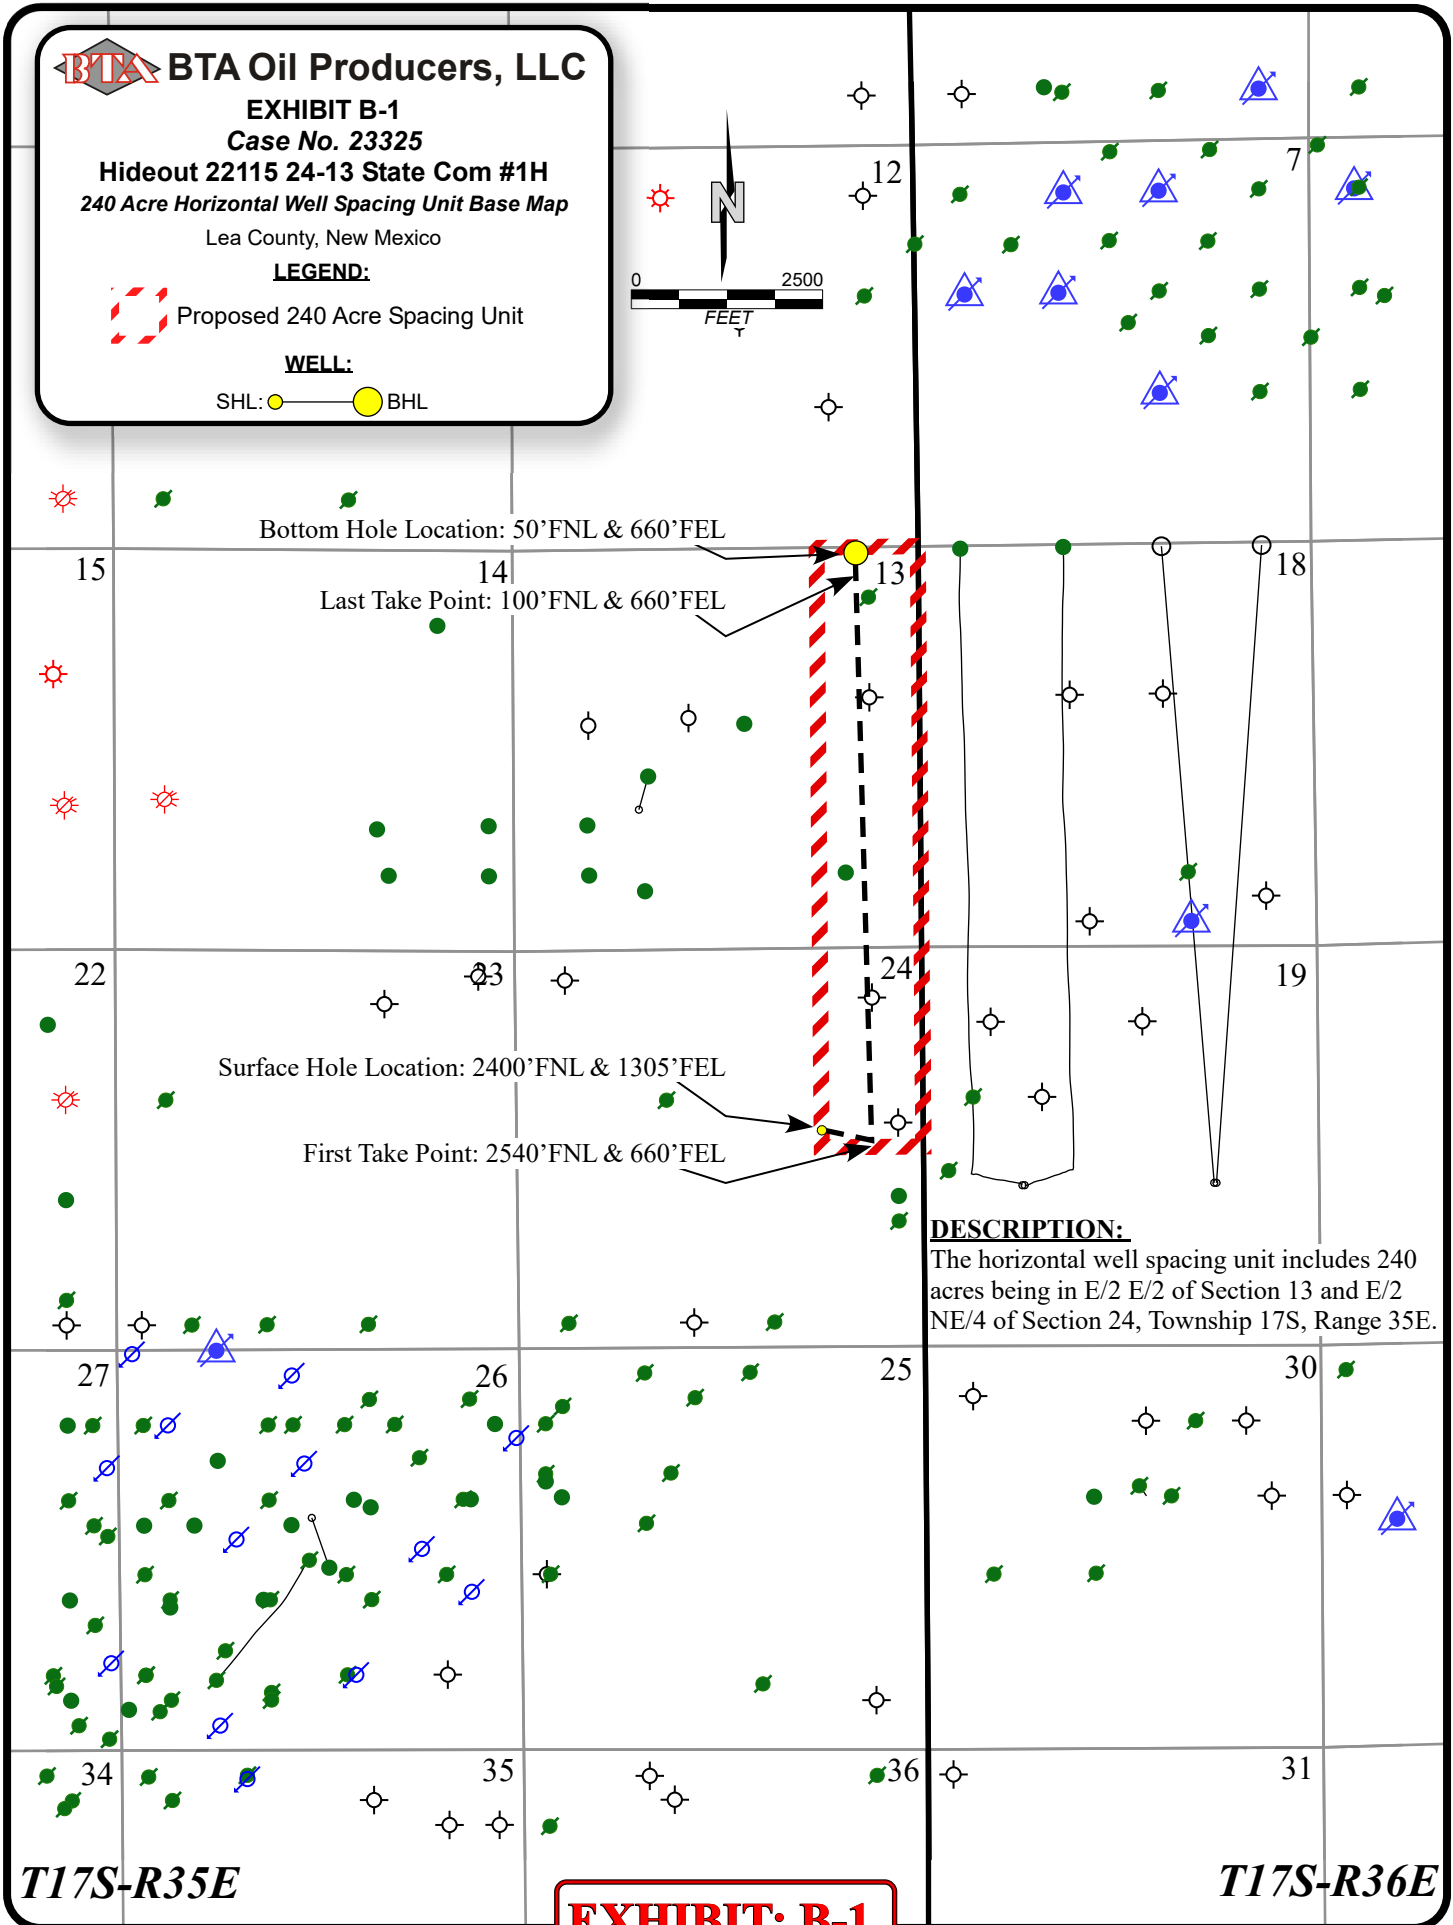 BTA BTA Oil Producers, LLC
EXHIBIT B-1
Case No. 23325
Hideout 22115 24-13 State Com #1H
240 Acre Horizontal Well Spacing Unit Base Map
Lea County, New Mexico
LEGEND:
Proposed 240 Acre Spacing Unit
WELL:
SHL: BHL
N
0 2500
FEET
12
7
Bottom Hole Location: 50'FNL & 660'FEL
15
14
13
18
Last Take Point: 100'FNL & 660'FEL
22
23
24
19
Surface Hole Location: 2400'FNL & 1305'FEL
First Take Point: 2540'FNL & 660'FEL
DESCRIPTION:
The horizontal well spacing unit includes 240
acres being in E/2 E/2 of Section 13 and E/2
NE/4 of Section 24, Township 17S, Range 35E.
27
26
25
30
34
35
36
31
T17S-R35E
T17S-R36E
EXHIBIT: B-1